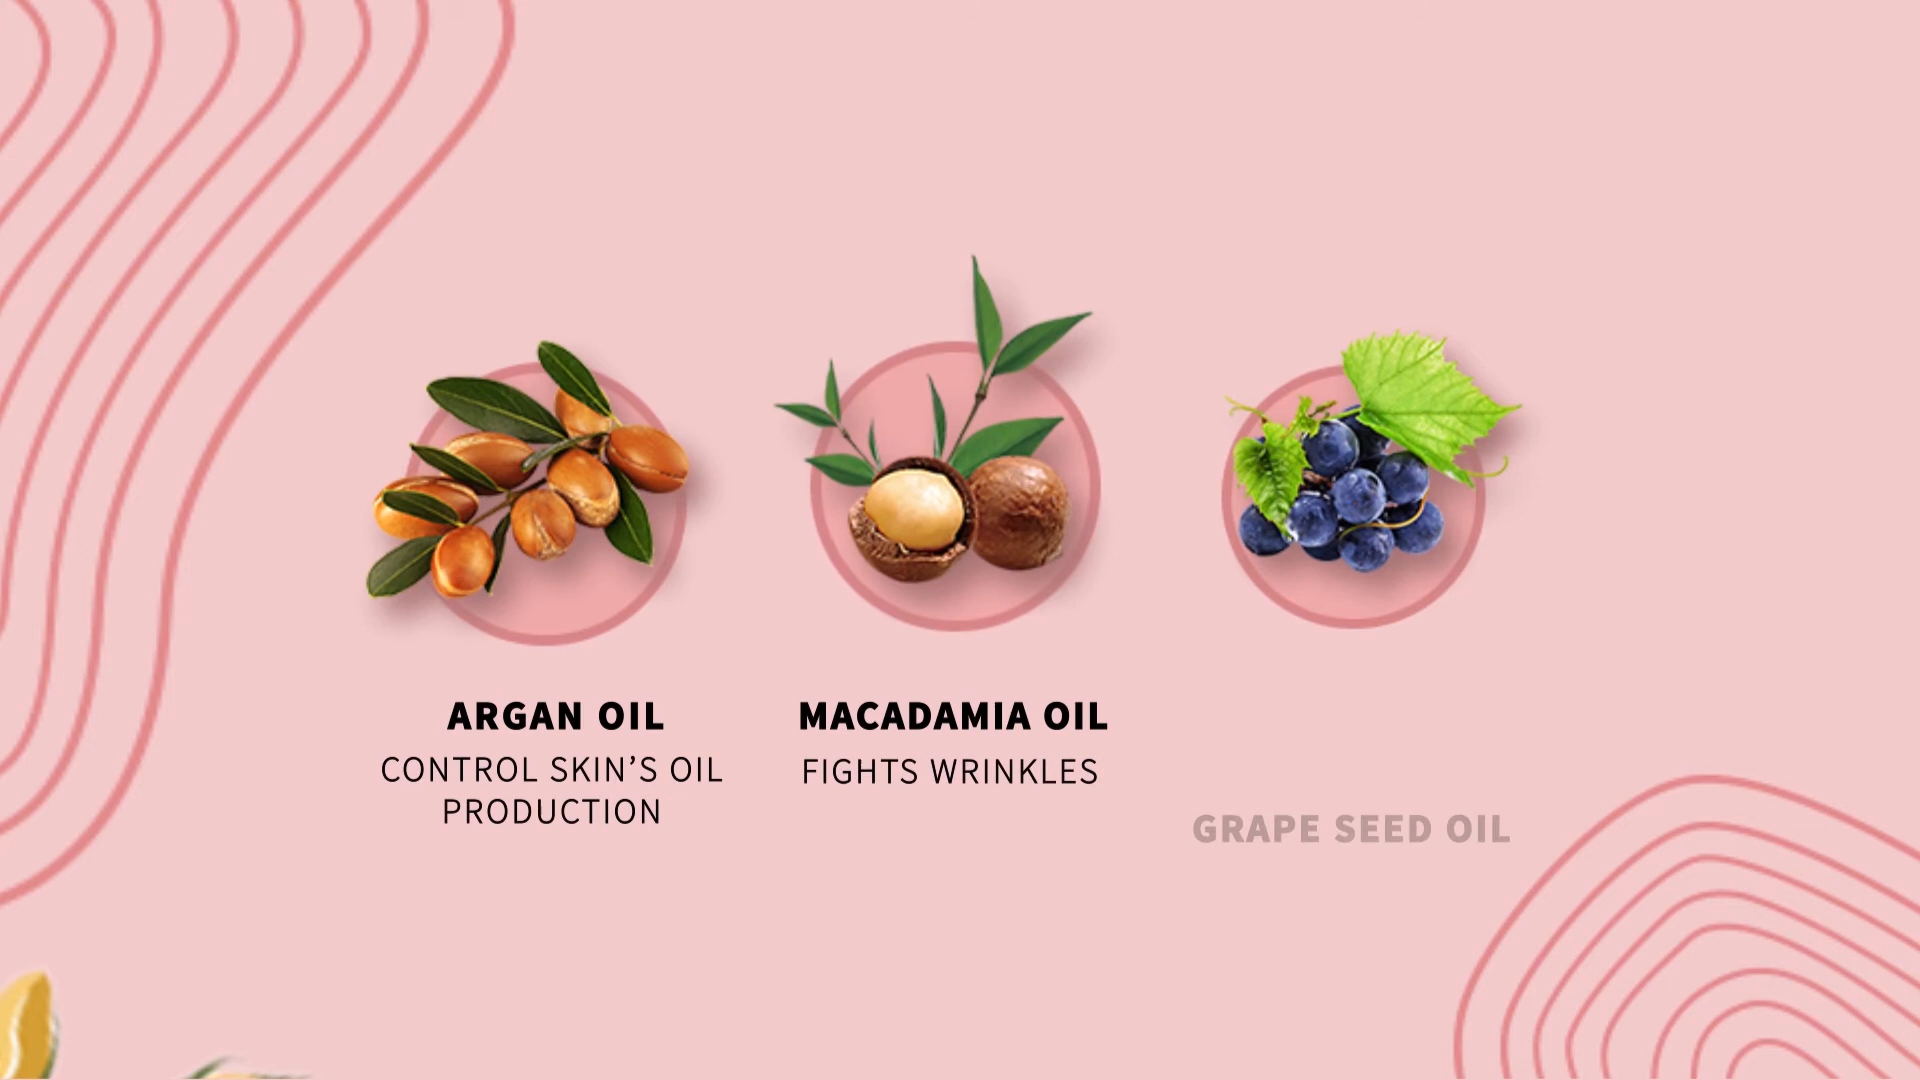 ARGAN OIL
CONTROL SKIN’S OIL
PRODUCTION
MACADAMIA OIL
FIGHTS WRINKLES
GRAPE SEED OIL